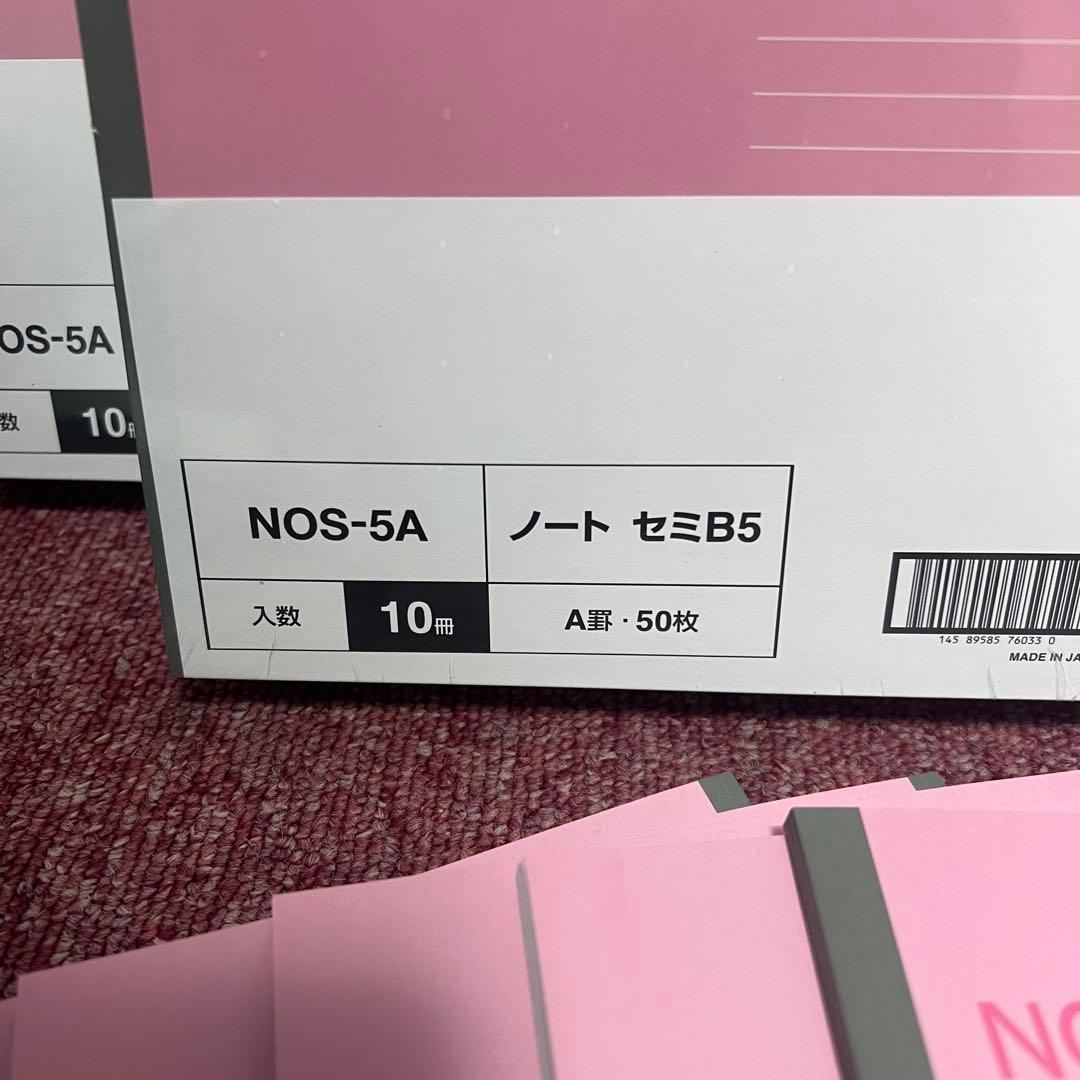 OS-5A
数
10冊
NOS-5A
ノート セミB5
入数
10冊
A罫・50枚
145 89585 76033 0
MADE IN JA
NO